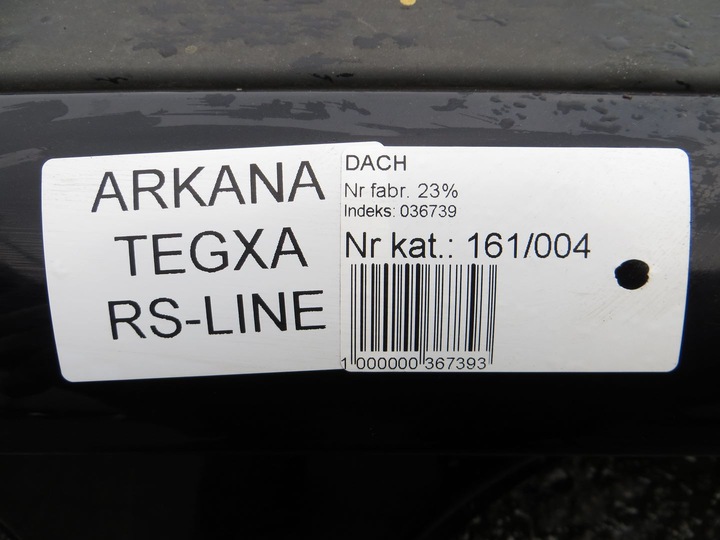 ARKANA
TEGXA
RS-LINE
DACH
Nr fabr. 23%
Indeks: 036739
Nr kat.: 161/004
1 000000 367393